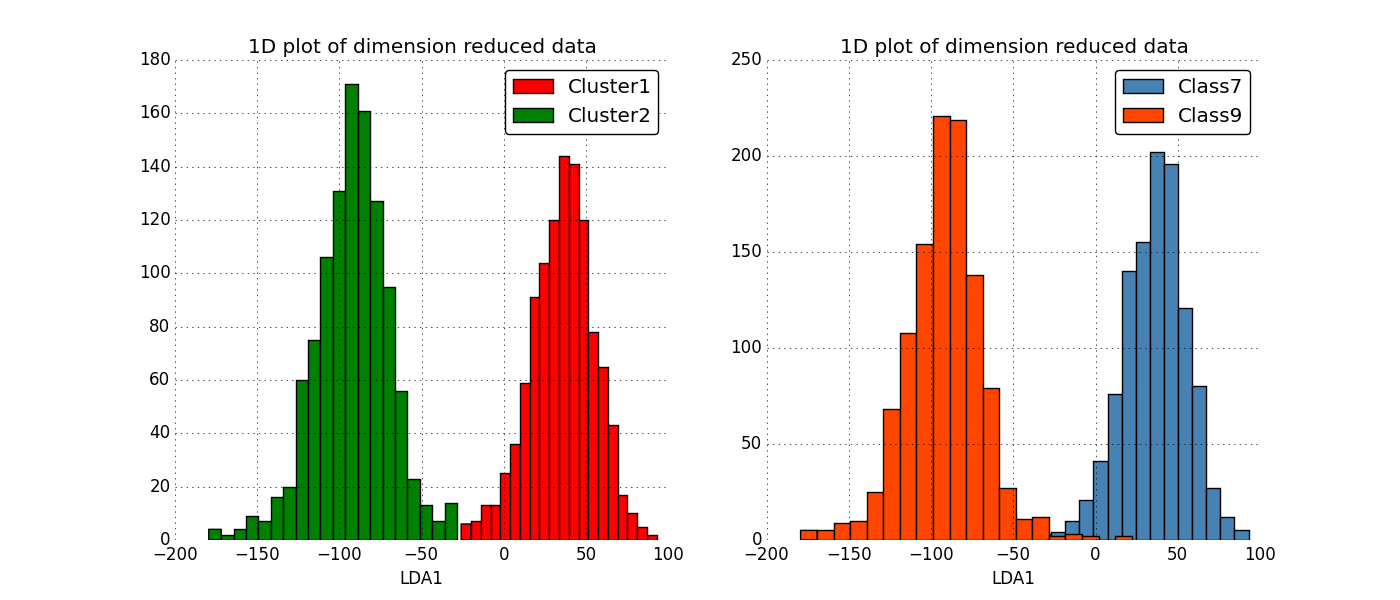 1D plot of dimension reduced data
180
160
140
120
100
80
60
40
20
0
−200 −150 −100 −50 0 50 100
LDA1
Cluster1
Cluster2
1D plot of dimension reduced data
250
200
150
100
50
0
−200 −150 −100 −50 0 50 100
LDA1
Class7
Class9